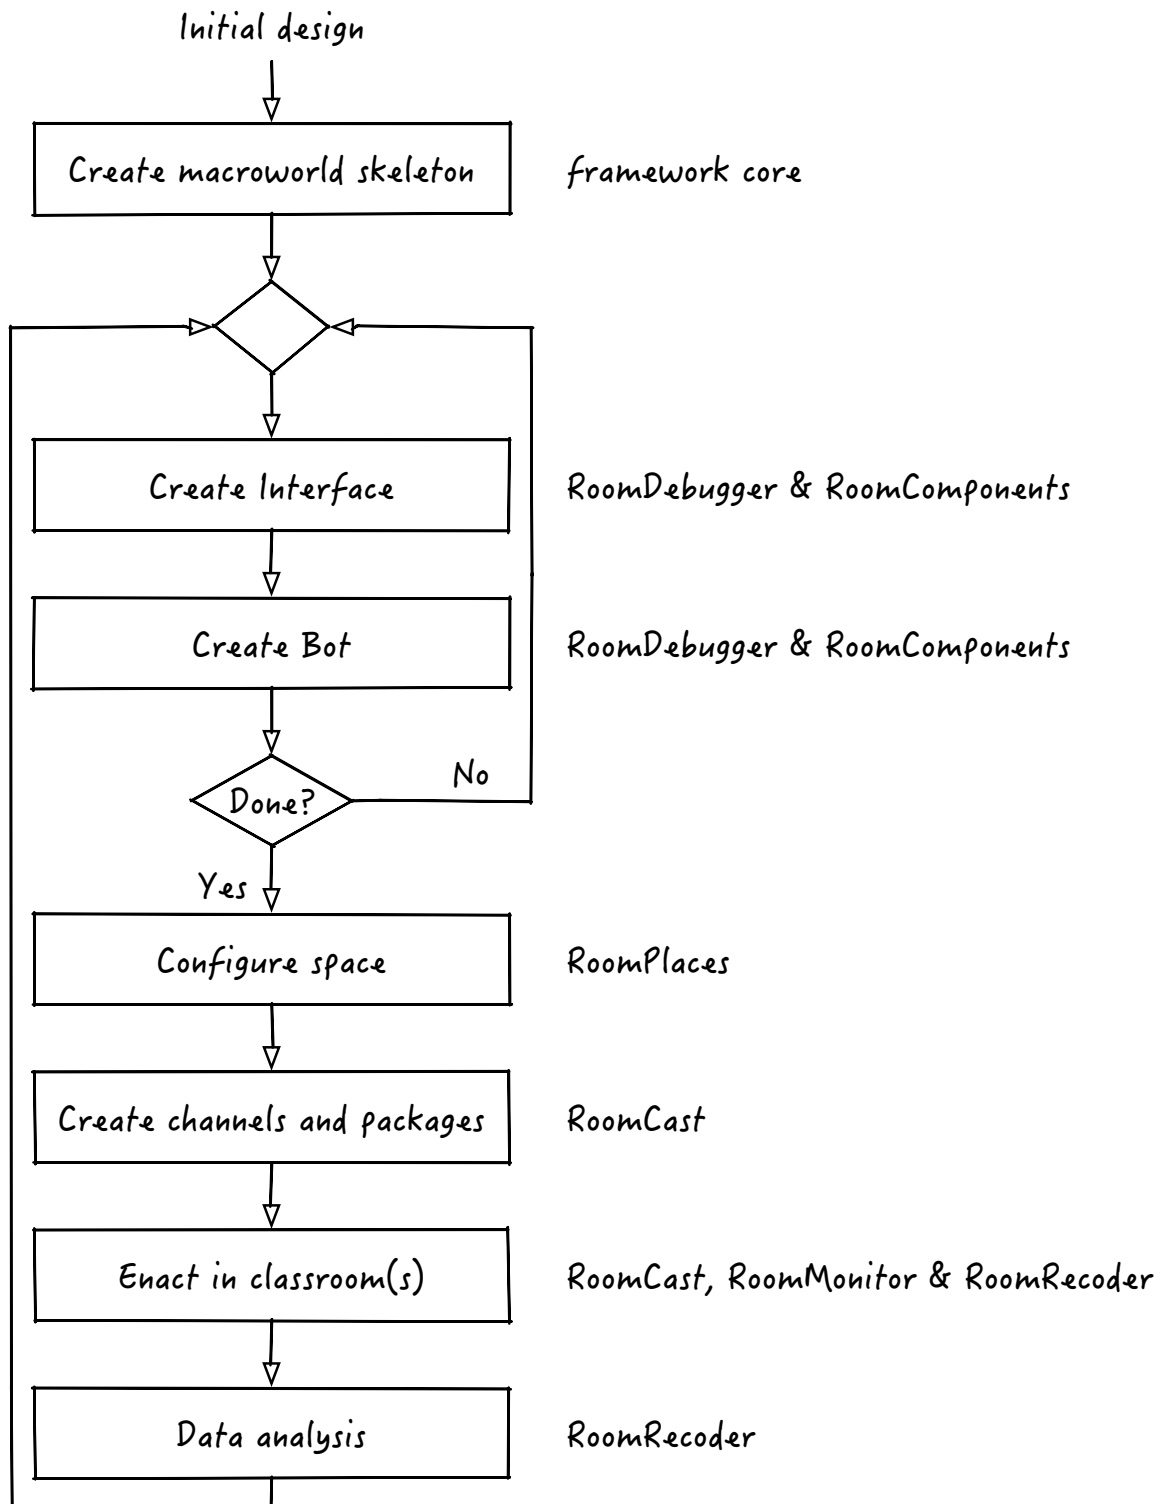 Initial design
Create macroworld skeleton
framework core
Create Interface
RoomDebugger & RoomComponents
Create Bot
RoomDebugger & RoomComponents
Done?
No
Yes
Configure space
RoomPlaces
Create channels and packages
RoomCast
Enact in classroom(s)
RoomCast, RoomMonitor & RoomRecoder
Data analysis
RoomRecoder